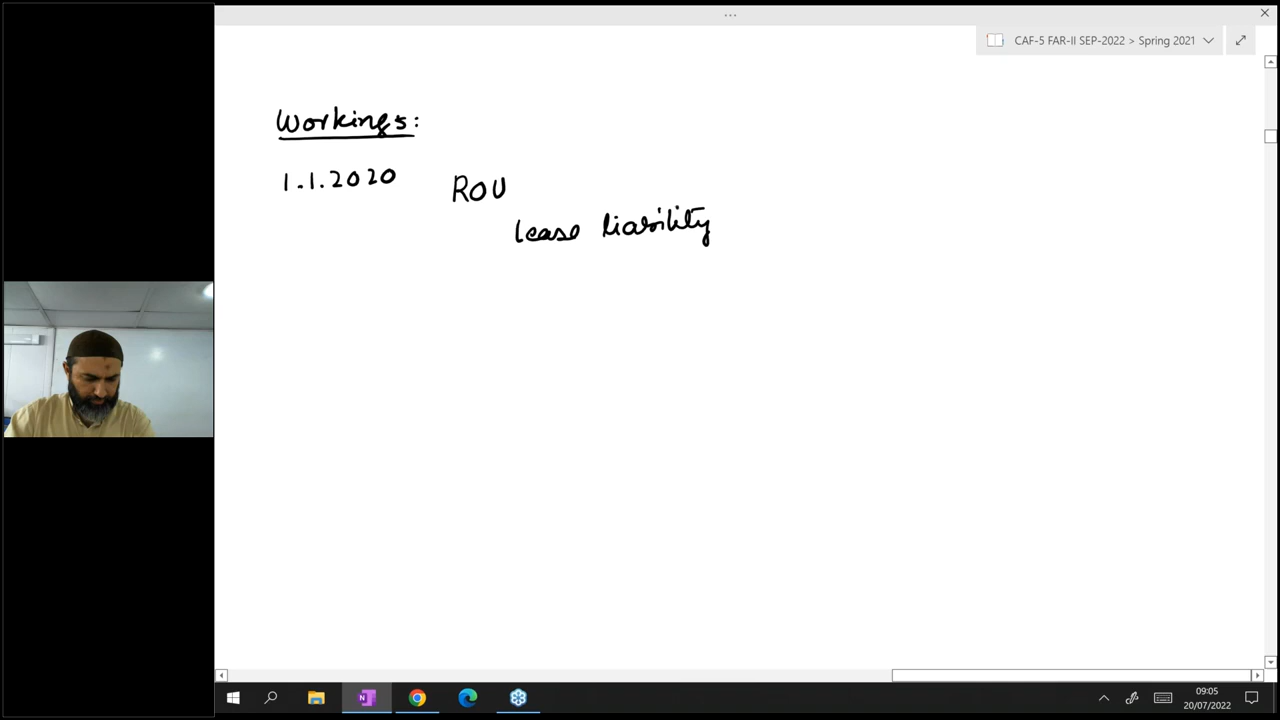 ...
CAF-5 FAR-II SEP-2022 > Spring 2021
Workings:
1.1.2020
ROU
lease liability
09:05
20/07/2022